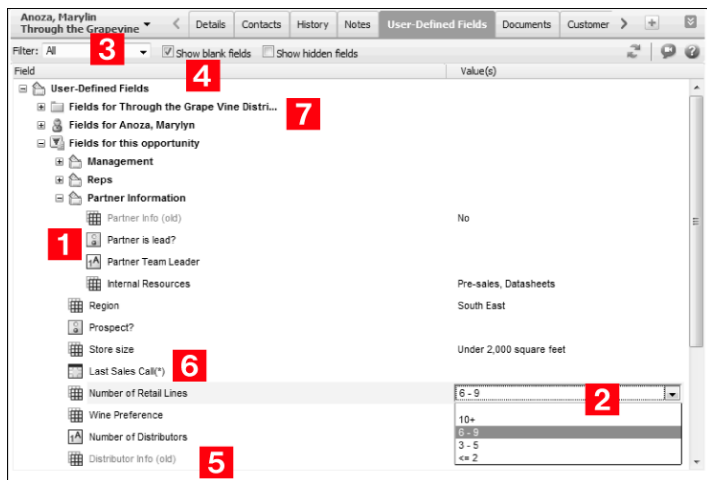 Anoza, Marylin
Through the Grapevine
Details
Contacts
History
Notes
User-Defined Fields
Documents
Customer
Filter: All
3
Show blank fields
Show hidden fields
4
Field
Value(s)
User-Defined Fields
Fields for Through the Grape Vine Distri...
7
Fields for Anoza, Marylyn
Fields for this opportunity
Management
Reps
Partner Information
Partner Info (old) No
1
Partner is lead?
Partner Team Leader
Internal Resources Pre-sales, Datasheets
Region South East
Prospect?
Store size Under 2,000 square feet
Last Sales Call(*)
6
Number of Retail Lines 6 - 9
2
Wine Preference
10+
6 - 9
Number of Distributors
3 - 5
Distributor Info (old)
<= 2
5